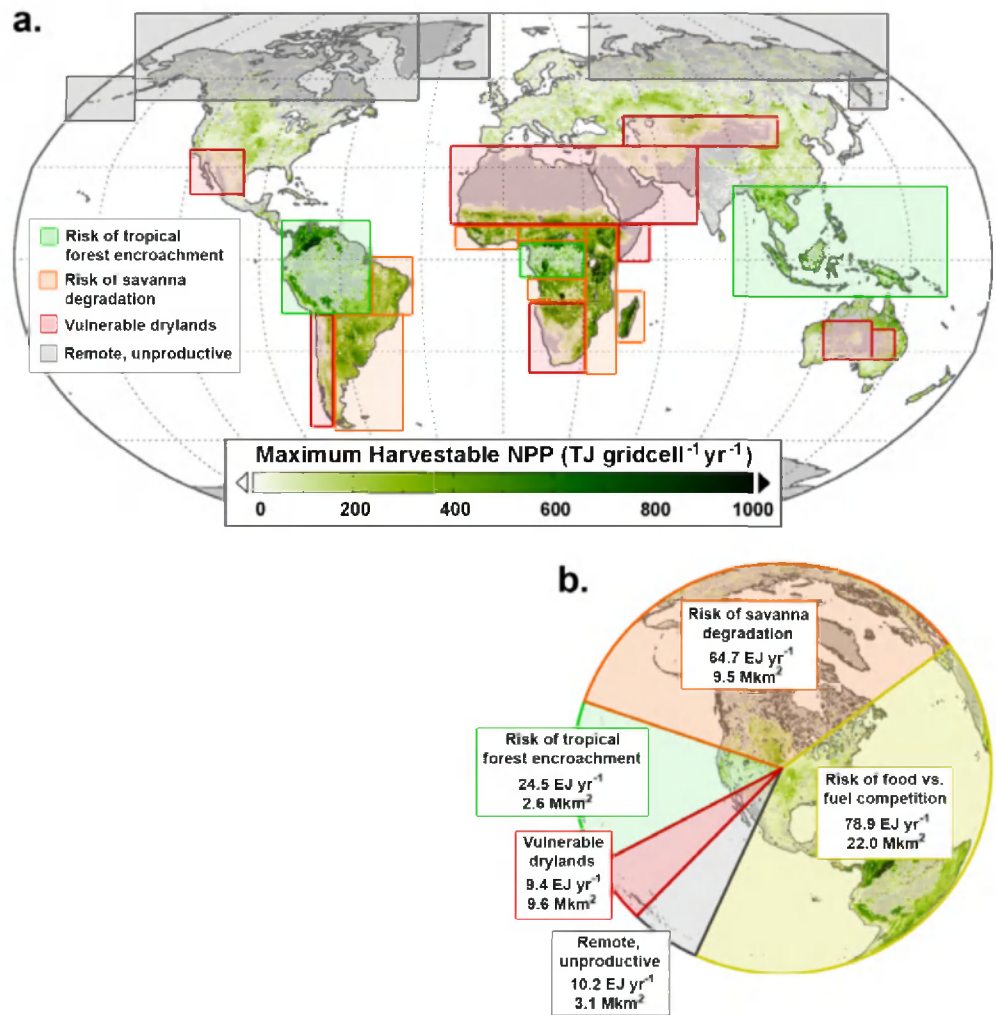 a.
Risk of tropical
forest encroachment
Risk of savanna
degradation
Vulnerable drylands
Remote, unproductive
Maximum Harvestable NPP (TJ gridcell⁻¹ yr⁻¹)
0 200 400 600 800 1000
b.
Risk of savanna
degradation
64.7 EJ yr⁻¹
9.5 Mkm²
Risk of tropical
forest encroachment
24.5 EJ yr⁻¹
2.6 Mkm²
Risk of food vs.
fuel competition
78.9 EJ yr⁻¹
22.0 Mkm²
Vulnerable
drylands
9.4 EJ yr⁻¹
9.6 Mkm²
Remote,
unproductive
10.2 EJ yr⁻¹
3.1 Mkm²